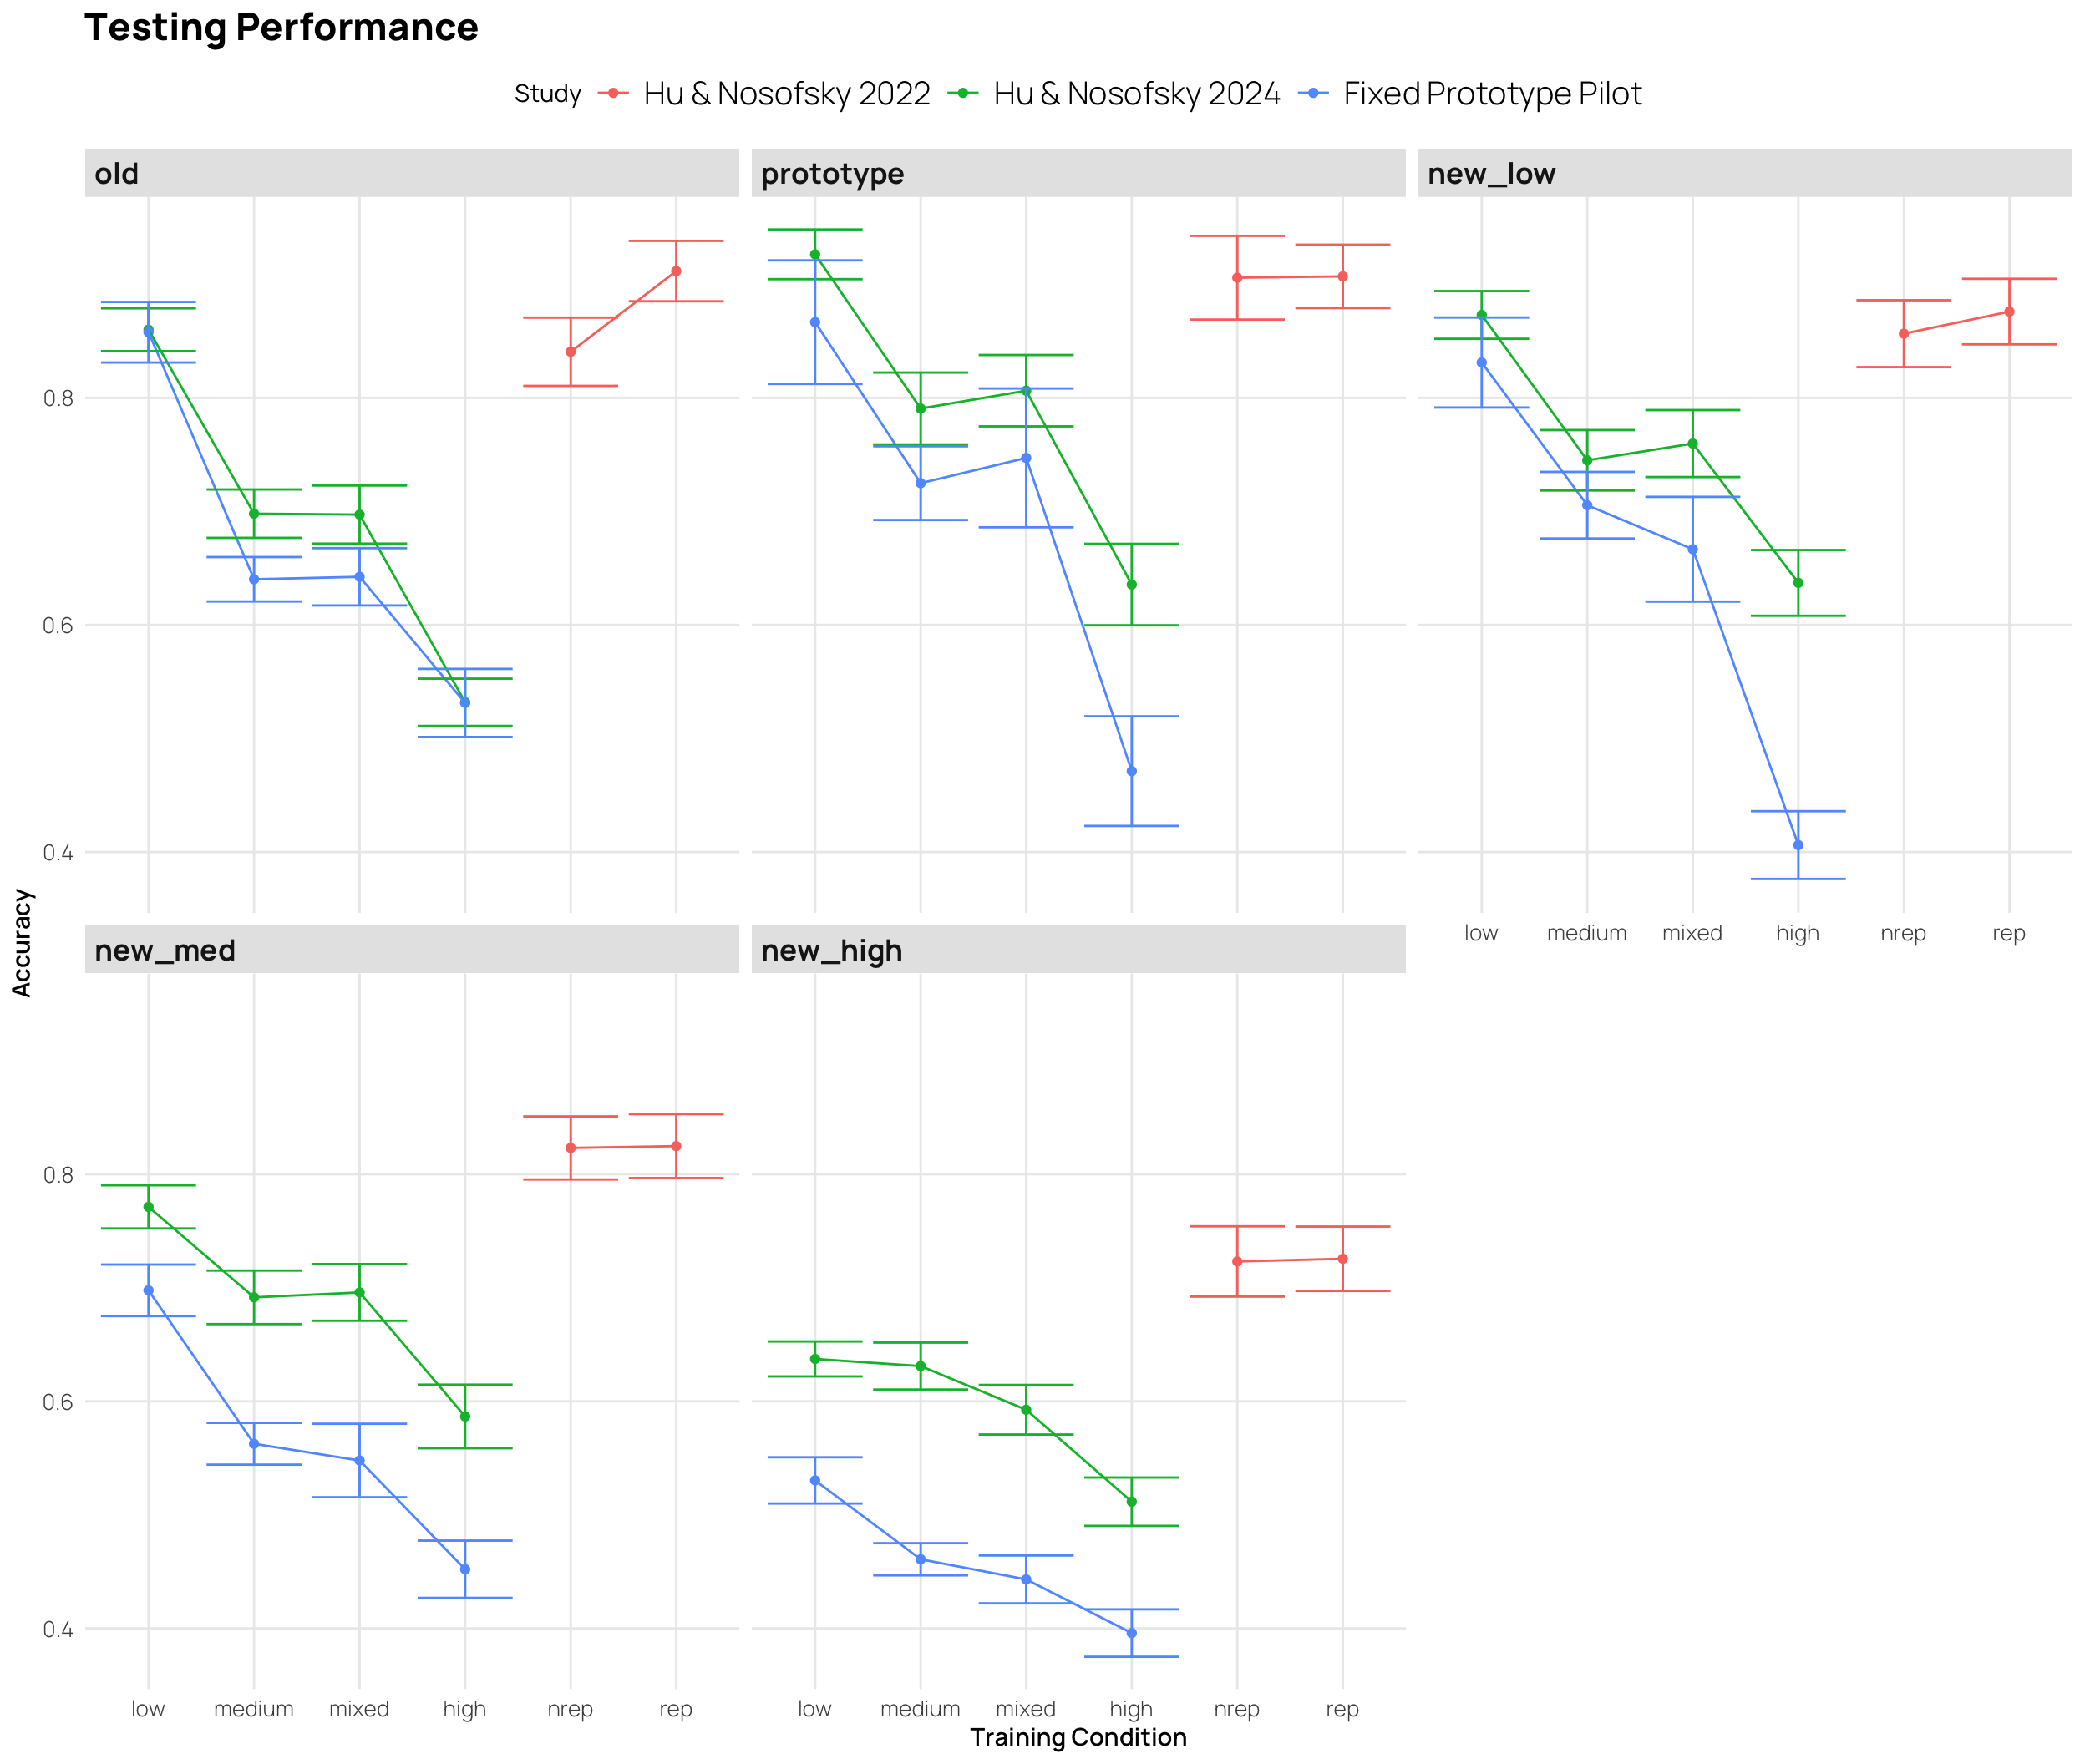 Testing Performance
Study Hu & Nosofsky 2022 Hu & Nosofsky 2024 Fixed Prototype Pilot
old prototype new_low
0.8
0.6
0.4
low medium mixed high nrep rep
Accuracy
new_med new_high
0.8
0.6
0.4
low medium mixed high nrep rep low medium mixed high nrep rep
Training Condition